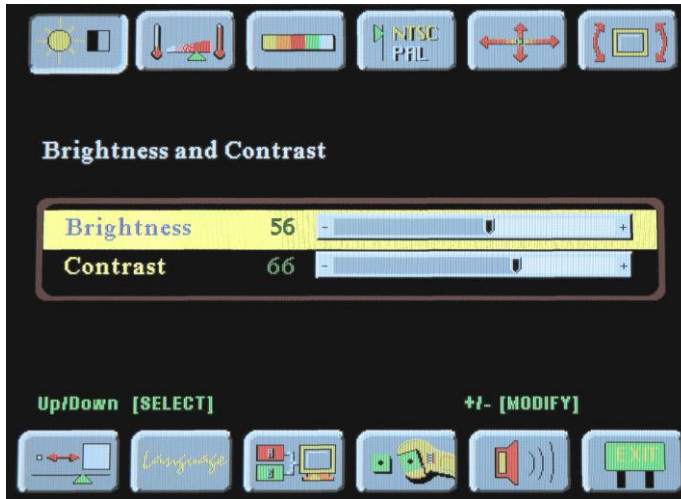 NTSC
PAL
Brightness and Contrast
Brightness 56 - +
Contrast 66 - +
Up/Down [SELECT]
+/- [MODIFY]
Language
A
B
EXIT